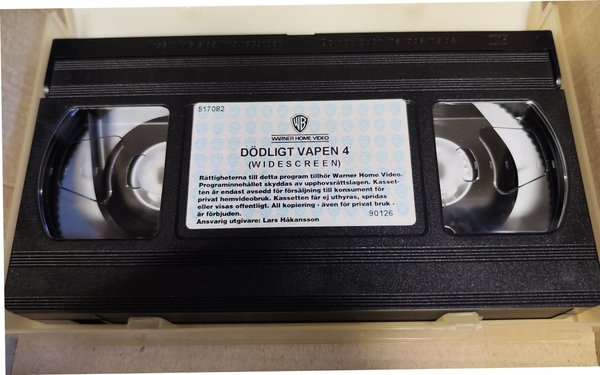 517082
WB
WARNER HOME VIDEO
DÖDLIGT VAPEN 4
(WIDESCREEN)
Rättigheterna till detta program tillhör Warner Home Video.
Programinnehållet skyddas av upphovsrättslagen. Kasset-
ten är endast avsedd för försäljning till konsument för
privat hemvideobruk. Kassetten får ej uthyras, spridas
eller visas offentligt. All kopiering - även för privat bruk -
är förbjuden.
90126
Ansvarig utgivare: Lars Håkansson